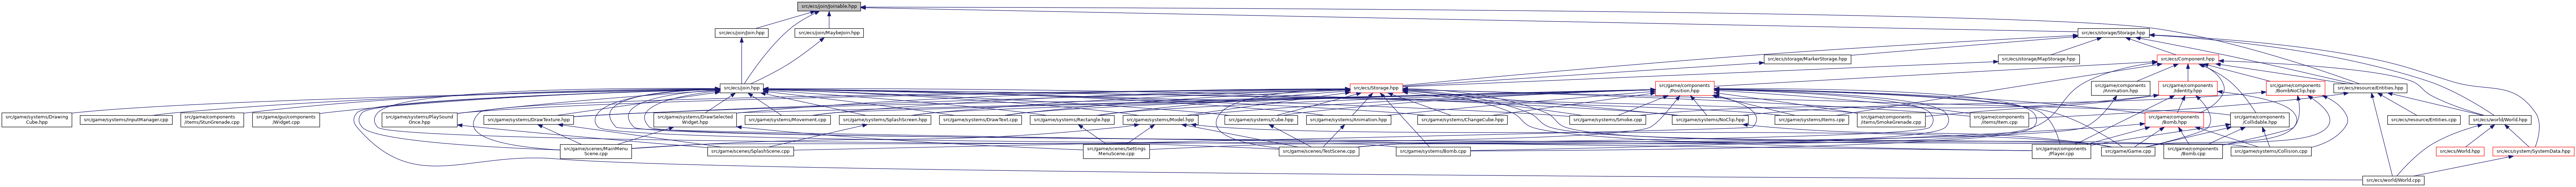 src/ecs/join/Joinable.hpp
src/ecs/join/Join.hpp
src/ecs/join/MaybeJoin.hpp
src/ecs/storage/Storage.hpp
src/ecs/storage/MarkerStorage.hpp
src/ecs/storage/MapStorage.hpp
src/ecs/Component.hpp
src/ecs/join.hpp
src/ecs/Storage.hpp
src/game/components
/Position.hpp
src/game/components
/Animation.hpp
src/game/components
/Identity.hpp
src/game/components
/BombNoClip.hpp
src/ecs/resource/Entities.hpp
src/game/systems/Drawing
Cube.hpp
src/game/systems/InputManager.cpp
src/game/components
/items/StunGrenade.cpp
src/game/gui/components
/Widget.cpp
src/game/systems/PlaySound
Once.hpp
src/game/systems/DrawTexture.hpp
src/game/systems/DrawSelected
Widget.hpp
src/game/systems/Movement.cpp
src/game/systems/SplashScreen.hpp
src/game/systems/DrawText.cpp
src/game/systems/Rectangle.hpp
src/game/systems/Model.hpp
src/game/systems/Cube.hpp
src/game/systems/Animation.hpp
src/game/systems/ChangeCube.hpp
src/game/systems/Smoke.cpp
src/game/systems/NoClip.hpp
src/game/systems/Items.cpp
src/game/components
/items/SmokeGrenade.cpp
src/game/components
/items/Item.cpp
src/game/components
/Bomb.hpp
src/game/components
/Collidable.hpp
src/ecs/resource/Entities.cpp
src/ecs/world/World.hpp
src/game/scenes/MainMenu
Scene.cpp
src/game/scenes/SplashScene.cpp
src/game/scenes/Settings
MenuScene.cpp
src/game/scenes/TestScene.cpp
src/game/systems/Bomb.cpp
src/game/components
/Player.cpp
src/game/Game.cpp
src/game/components
/Bomb.cpp
src/game/systems/Collision.cpp
src/ecs/World.hpp
src/ecs/system/SystemData.hpp
src/ecs/world/World.cpp